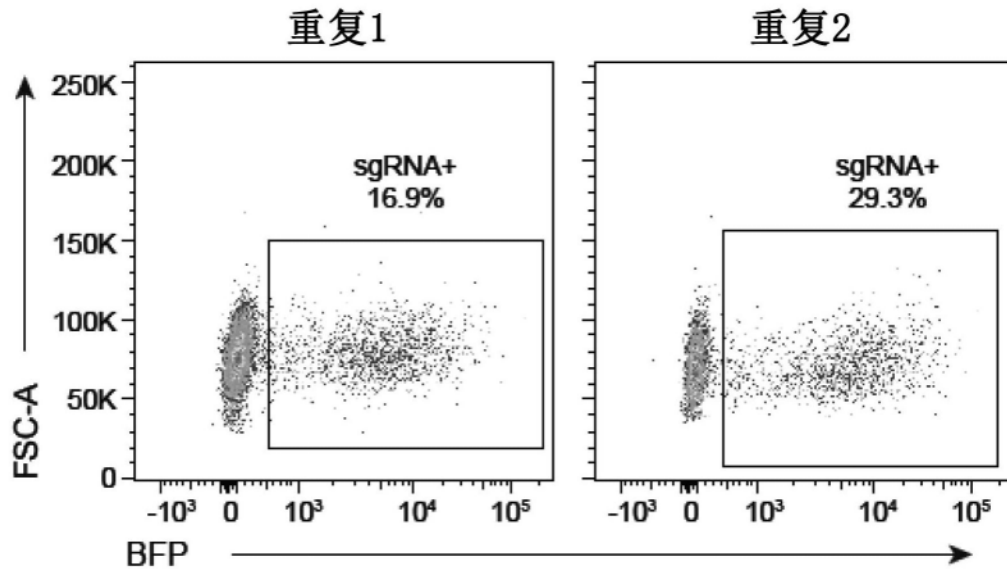 重复1
重复2
250K
200K
150K
100K
50K
0
FSC-A
sgRNA+
16.9%
sgRNA+
29.3%
-10³ 0 10³ 10⁴ 10⁵
-10³ 0 10³ 10⁴ 10⁵
BFP